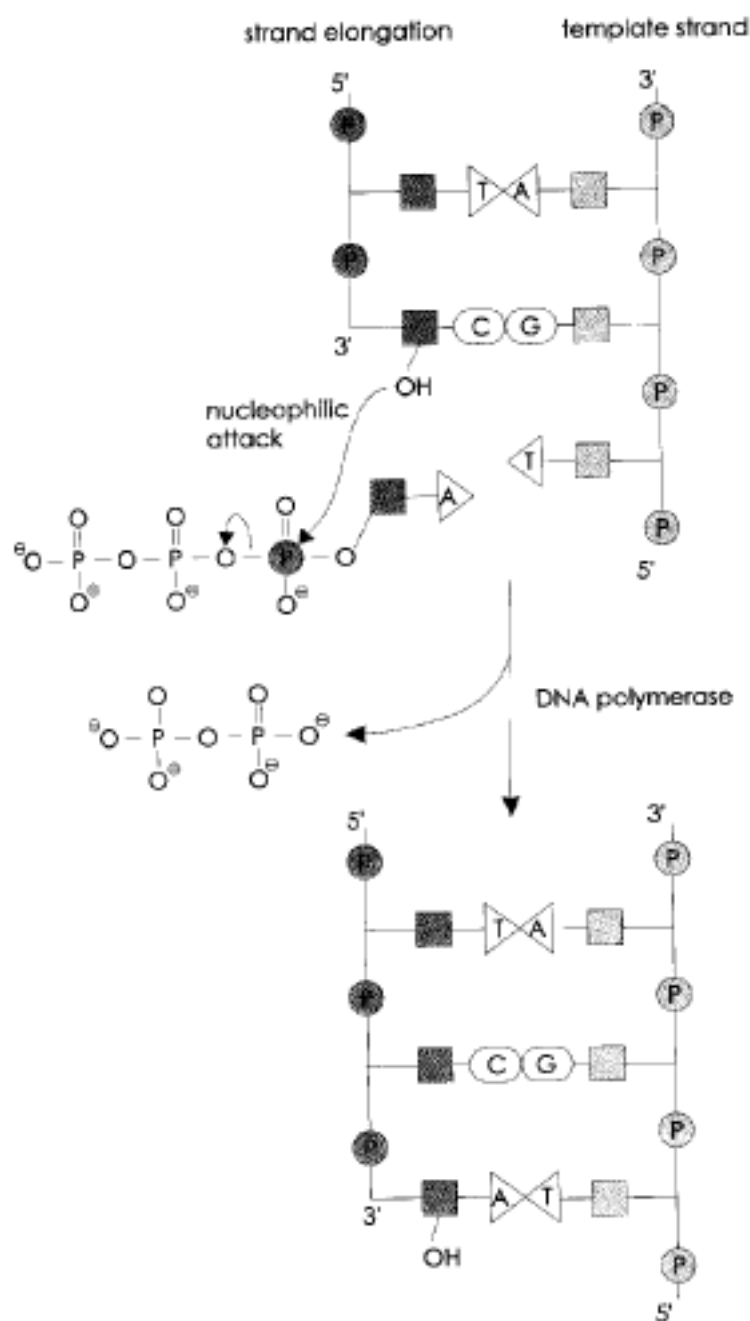 strand elongation
template strand
5'
3'
P
P
T A
P
P
3'
C G
OH
P
nucleophilic
attack
T
A
O
O
O
P
5'
⊖O – P – O – P – O – P – O
O⊖
O⊖
O⊖
DNA polymerase
O
O
⊖O – P – O – P – O⊖
O⊖
O⊖
5'
3'
P
P
T A
P
P
C G
P
P
3'
A T
OH
P
5'